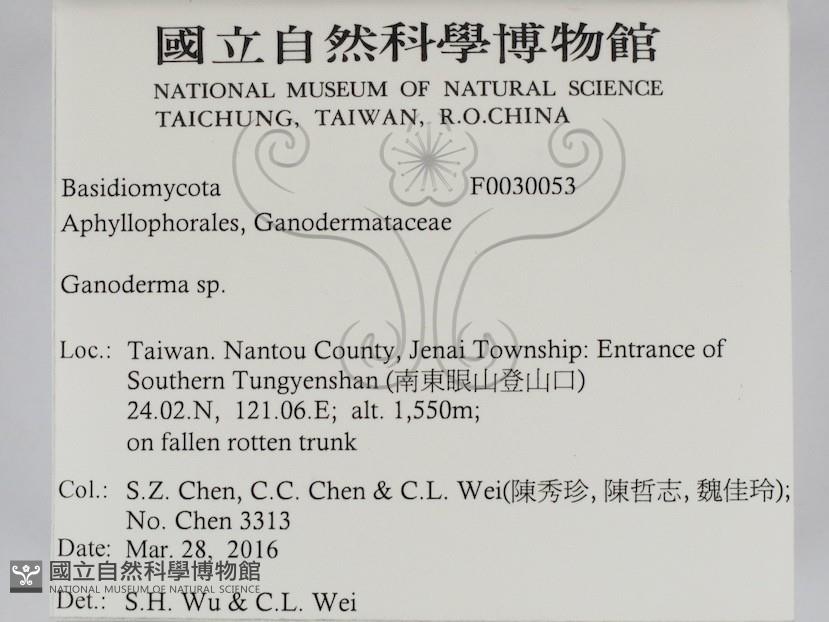 國立自然科學博物館
NATIONAL MUSEUM OF NATURAL SCIENCE
TAICHUNG, TAIWAN, R.O.CHINA
Basidiomycota F0030053
Aphyllophorales, Ganodermataceae
Ganoderma sp.
Loc.: Taiwan. Nantou County, Jenai Township: Entrance of
Southern Tungyenshan (南東眼山登山口)
24.02.N, 121.06.E; alt. 1,550m;
on fallen rotten trunk
Col.: S.Z. Chen, C.C. Chen & C.L. Wei(陳秀珍, 陳哲志, 魏佳玲);
No. Chen 3313
Date: Mar. 28, 2016
國立自然科學博物館
NATIONAL MUSEUM OF NATURAL SCIENCE
Det.: S.H. Wu & C.L. Wei